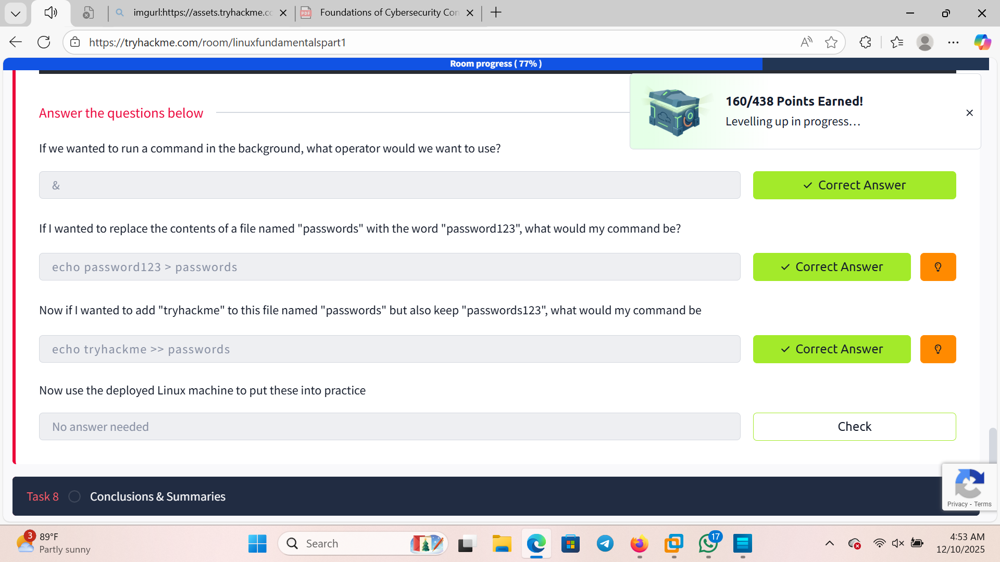 imgurl:https://assets.tryhackme.cc
Foundations of Cybersecurity Con
https://tryhackme.com/room/linuxfundamentalspart1
Room progress ( 77% )
160/438 Points Earned!
Levelling up in progress...
Answer the questions below
If we wanted to run a command in the background, what operator would we want to use?
&
Correct Answer
If I wanted to replace the contents of a file named "passwords" with the word "password123", what would my command be?
echo password123 > passwords
Correct Answer
Now if I wanted to add "tryhackme" to this file named "passwords" but also keep "passwords123", what would my command be
echo tryhackme >> passwords
Correct Answer
Now use the deployed Linux machine to put these into practice
No answer needed
Check
Task 8
Conclusions & Summaries
Privacy - Terms
3
89°F
Partly sunny
Search
17
4:53 AM
12/10/2025